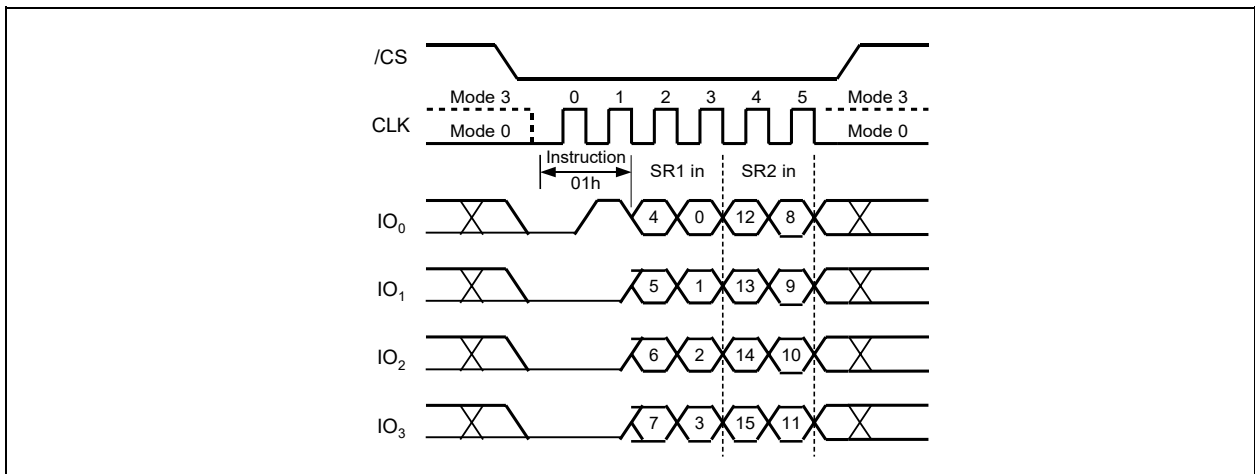 /CS
Mode 3 0 1 2 3 4 5 Mode 3
CLK
Mode 0 Mode 0
Instruction
01h
SR1 in SR2 in
IO0 4 0 12 8
IO1 5 1 13 9
IO2 6 2 14 10
IO3 7 3 15 11